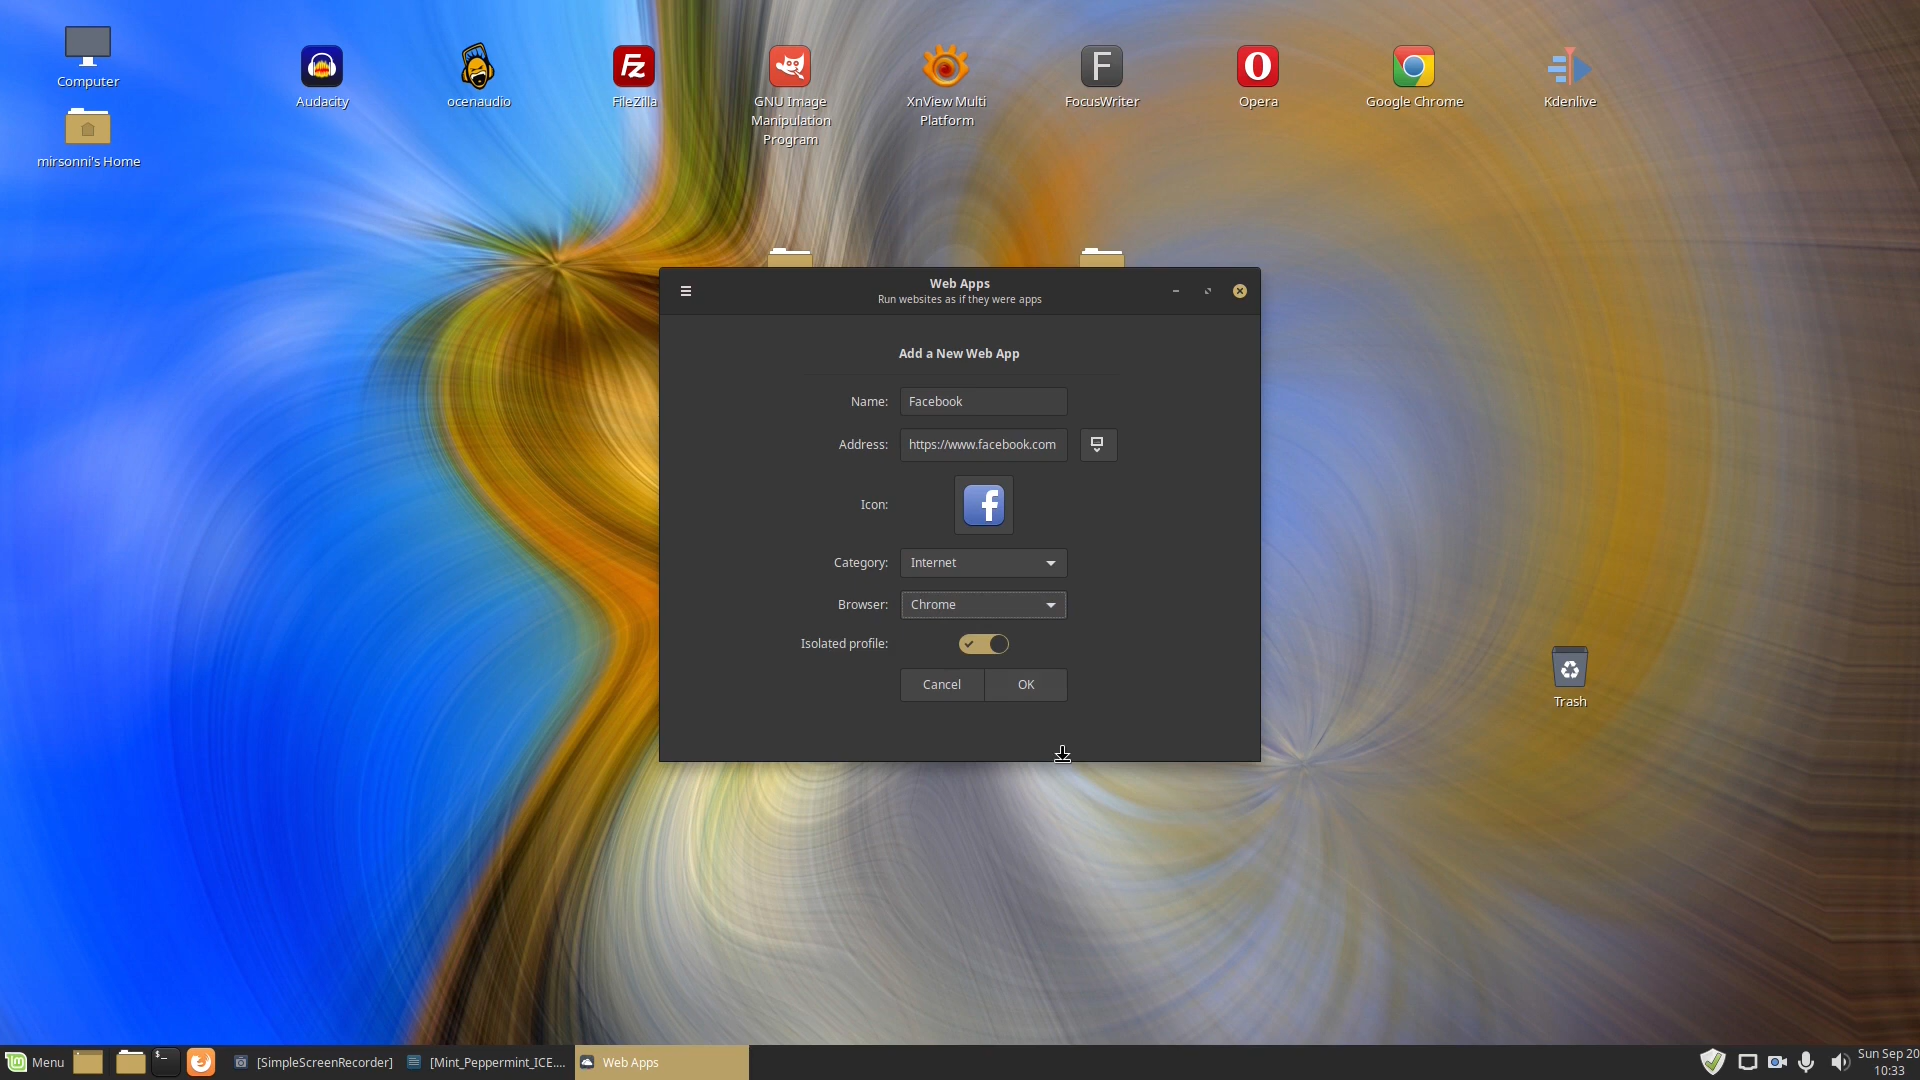 Computer
mirsonni's Home
Audacity
ocenaudio
FileZilla
GNU Image
Manipulation
Program
XnView Multi
Platform
FocusWriter
Opera
Google Chrome
Kdenlive
Web Apps
Run websites as if they were apps
Add a New Web App
Name: Facebook
Address: https://www.facebook.com
Icon:
Category: Internet
Browser: Chrome
Isolated profile:
Cancel OK
Trash
Menu [SimpleScreenRecorder] [Mint_Peppermint_ICE.... Web Apps
Sun Sep 20
10:33